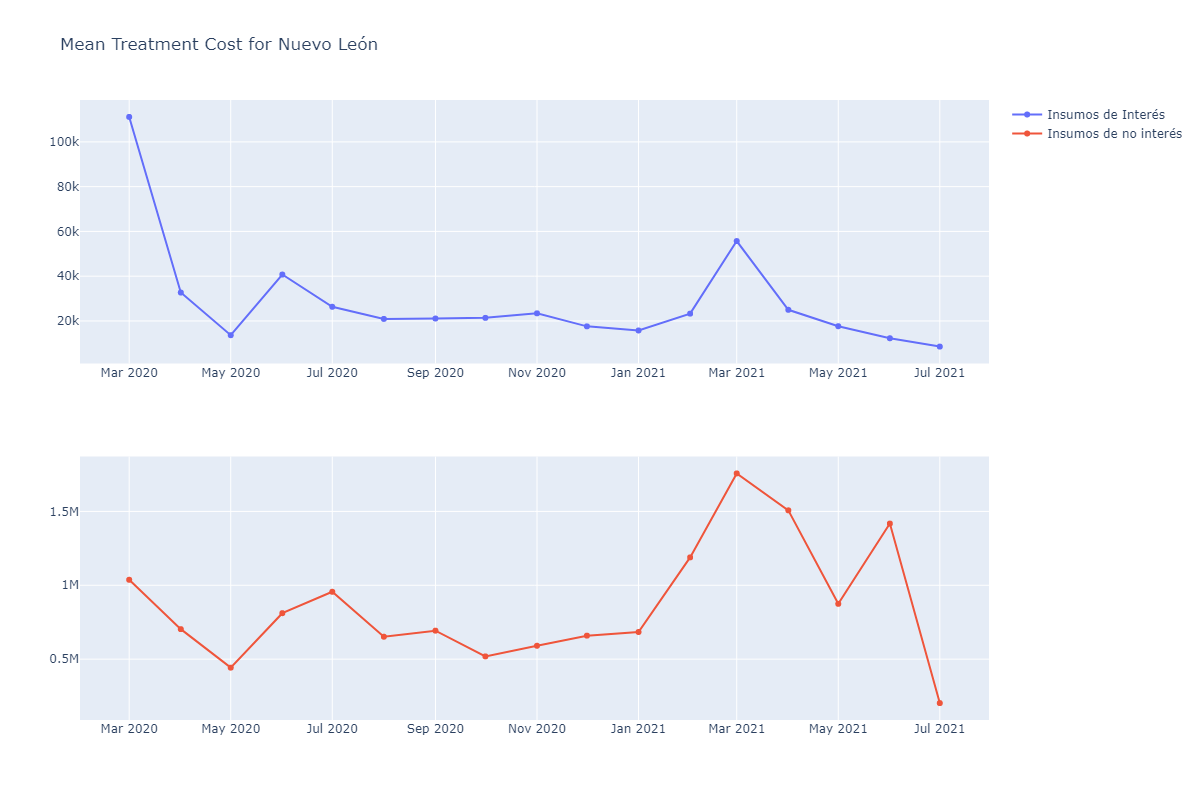 Mean Treatment Cost for Nuevo León
Insumos de Interés
Insumos de no interés
100k
80k
60k
40k
20k
Mar 2020 May 2020 Jul 2020 Sep 2020 Nov 2020 Jan 2021 Mar 2021 May 2021 Jul 2021
1.5M
1M
0.5M
Mar 2020 May 2020 Jul 2020 Sep 2020 Nov 2020 Jan 2021 Mar 2021 May 2021 Jul 2021